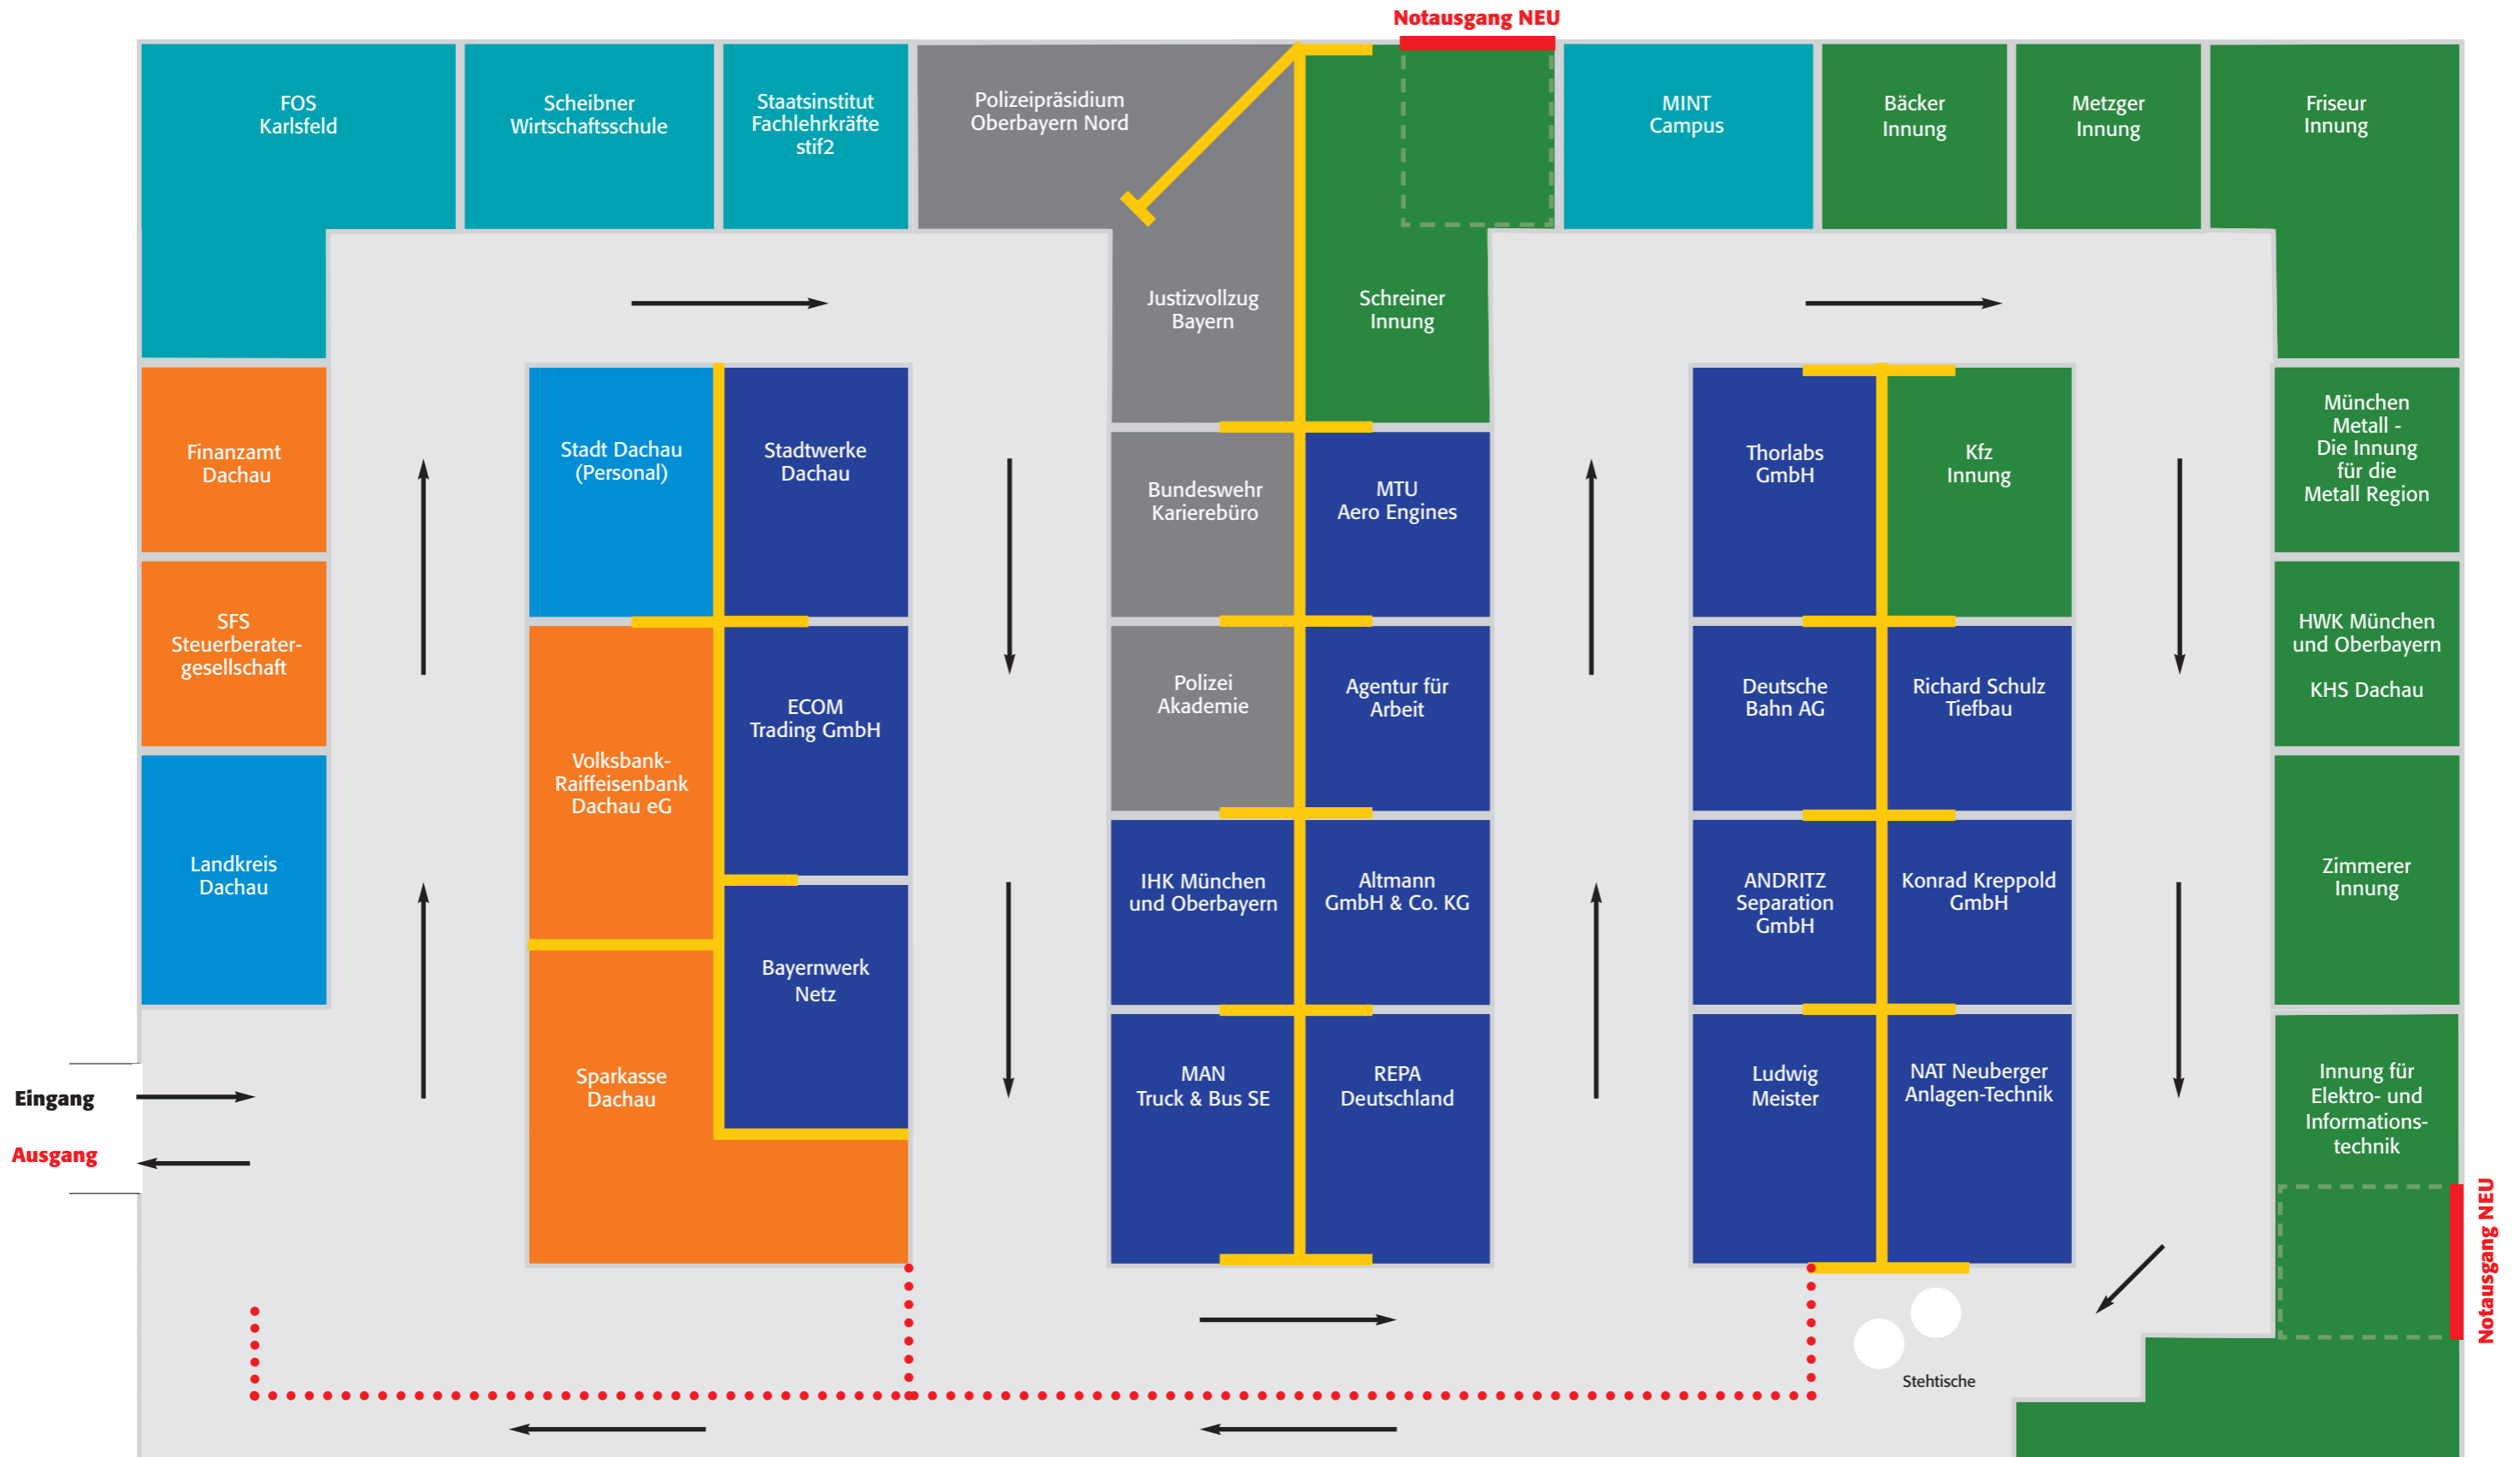 Notausgang NEU
FOS
Karlsfeld
Scheibner
Wirtschaftsschule
Staatsinstitut
Fachlehrkräfte
stif2
Polizeipräsidium
Oberbayern Nord
MINT
Campus
Bäcker
Innung
Metzger
Innung
Friseur
Innung
Justizvollzug
Bayern
Schreiner
Innung
Finanzamt
Dachau
Stadt Dachau
(Personal)
Stadtwerke
Dachau
Bundeswehr
Karierebüro
MTU
Aero Engines
Thorlabs
GmbH
Kfz
Innung
München
Metall -
Die Innung
für die
Metall Region
SFS
Steuerberater-
gesellschaft
Volksbank-
Raiffeisenbank
Dachau eG
ECOM
Trading GmbH
Polizei
Akademie
Agentur für
Arbeit
Deutsche
Bahn AG
Richard Schulz
Tiefbau
HWK München
und Oberbayern
KHS Dachau
Landkreis
Dachau
Bayernwerk
Netz
IHK München
und Oberbayern
Altmann
GmbH & Co. KG
ANDRITZ
Separation
GmbH
Konrad Kreppold
GmbH
Zimmerer
Innung
Sparkasse
Dachau
MAN
Truck & Bus SE
REPA
Deutschland
Ludwig
Meister
NAT Neuberger
Anlagen-Technik
Innung für
Elektro- und
Informations-
technik
Eingang
Ausgang
Notausgang NEU
Stehtische